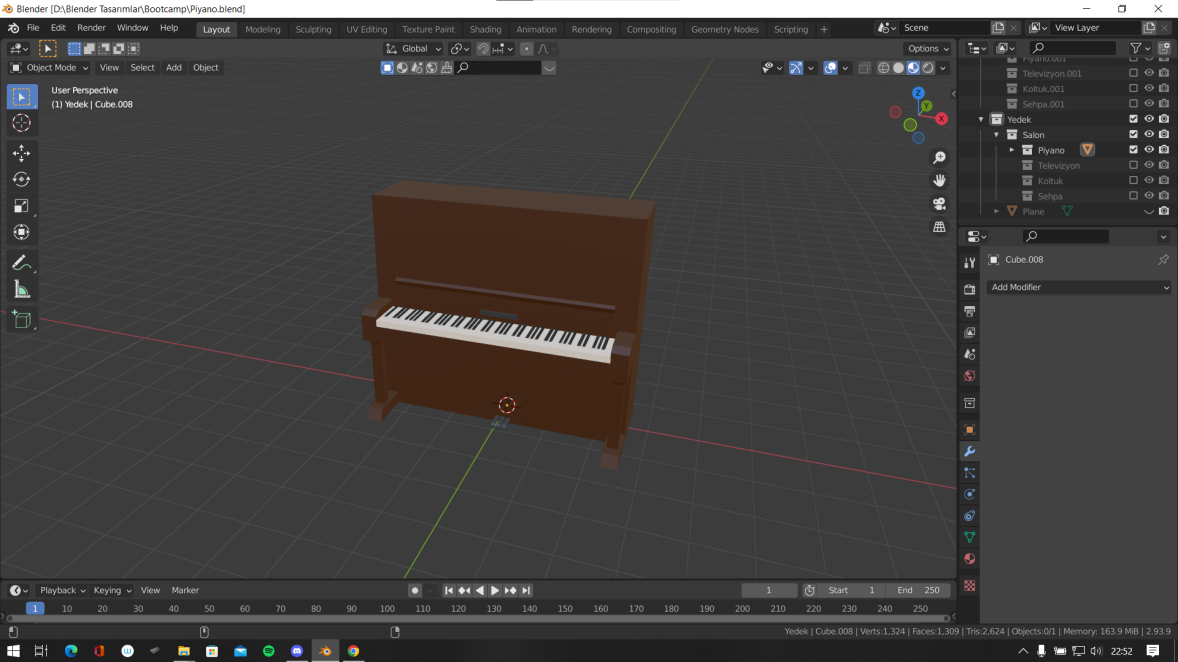 Blender [D:\Blender Tasarımlar\Bootcamp\Piyano.blend]
File Edit Render Window Help Layout Modeling Sculpting UV Editing Texture Paint Shading Animation Rendering Compositing Geometry Nodes Scripting + Scene View Layer
Global Options
Object Mode View Select Add Object
User Perspective
(1) Yedek | Cube.008
Z
Y
X
Piyano.001
Televizyon.001
Koltuk.001
Sehpa.001
Yedek
Salon
Piyano
Televizyon
Koltuk
Sehpa
Plane
Cube.008
Add Modifier
Playback Keying View Marker 1 Start 1 End 250
1 10 20 30 40 50 60 70 80 90 100 110 120 130 140 150 160 170 180 190 200 210 220 230 240 250
Yedek | Cube.008 | Verts:1,324 | Faces:1,309 | Tris:2,624 | Objects:0/1 | Memory: 163.9 MiB | 2.93.9
22:52